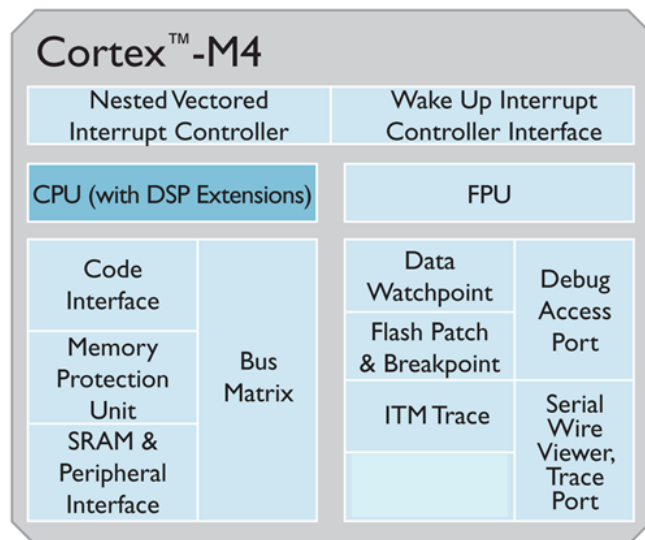 Cortex™-M4
Nested Vectored
Interrupt Controller
Wake Up Interrupt
Controller Interface
CPU (with DSP Extensions)
FPU
Code
Interface
Memory
Protection
Unit
SRAM &
Peripheral
Interface
Bus
Matrix
Data
Watchpoint
Flash Patch
& Breakpoint
ITM Trace
Debug
Access
Port
Serial
Wire
Viewer,
Trace
Port